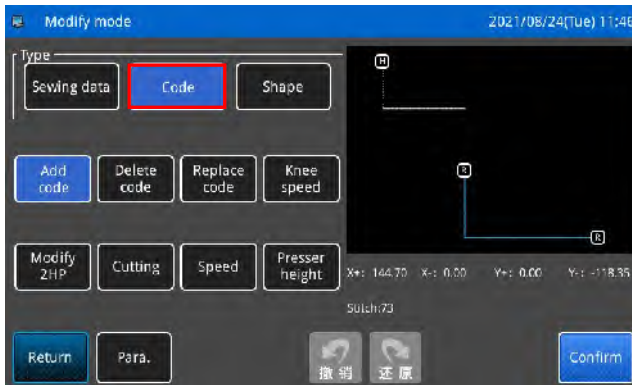 Modify mode
2021/08/24(Tue) 11:46
Type
Sewing data
Code
Shape
H
R
R
Add
code
Delete
code
Replace
code
Knee
speed
Modify
2HP
Cutting
Speed
Presser
height
X+: 144.70 X-: 0.00 Y+: 0.00 Y-: -118.35
Stitch:73
Return
Para.
撤销
还原
Confirm